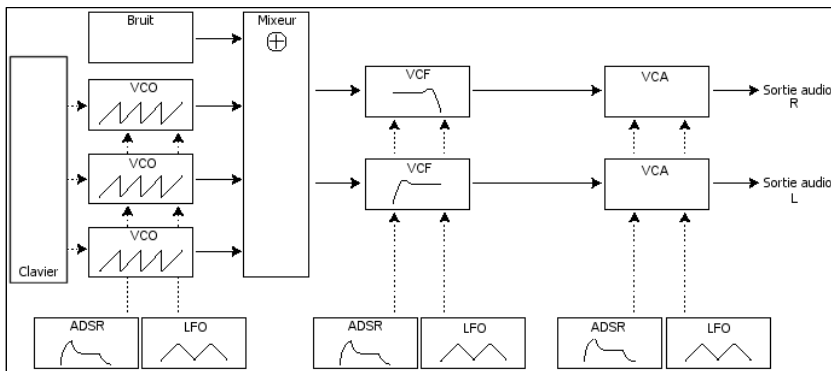 Bruit
Mixeur
VCO
VCF
VCA
Sortie audio
R
VCO
VCF
VCA
Sortie audio
L
VCO
Clavier
ADSR
LFO
ADSR
LFO
ADSR
LFO